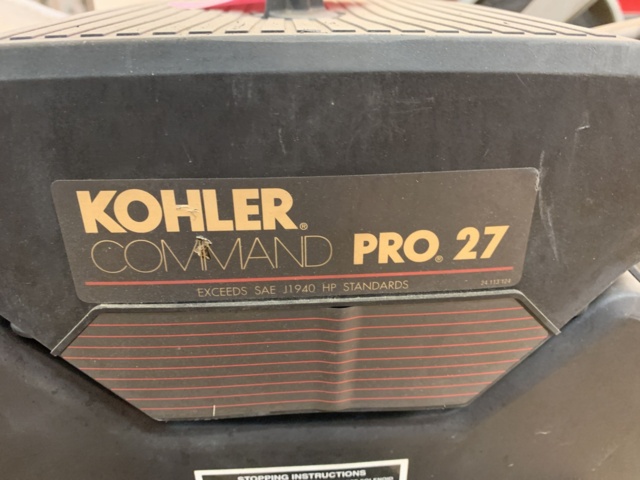 KOHLER®
COMMAND PRO® 27
EXCEEDS SAE J1940 HP STANDARDS
STOPPING INSTRUCTIONS